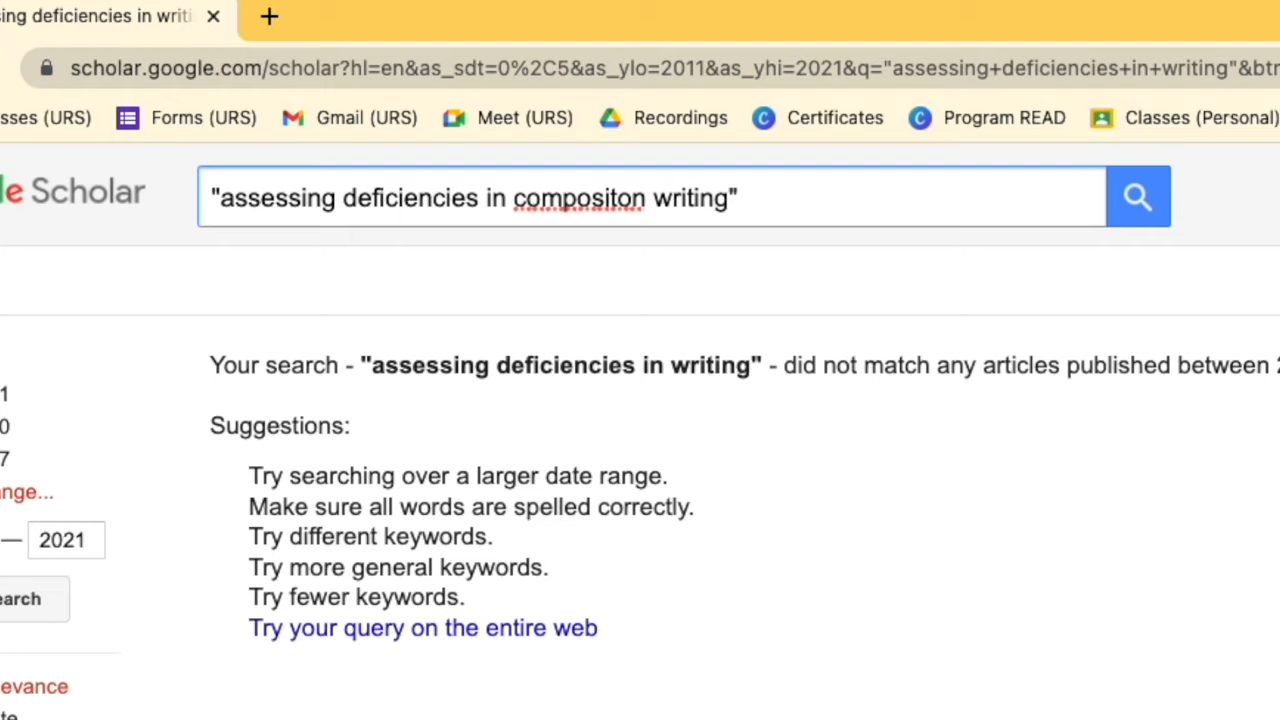 ing deficiencies in writi
scholar.google.com/scholar?hl=en&as_sdt=0%2C5&as_ylo=2011&as_yhi=2021&q="assessing+deficiencies+in+writing"&btn
sses (URS) Forms (URS) Gmail (URS) Meet (URS) Recordings Certificates Program READ Classes (Personal)
le Scholar
"assessing deficiencies in compositon writing"
Your search - "assessing deficiencies in writing" - did not match any articles published between 2
Suggestions:
1
0
7
Try searching over a larger date range.
Make sure all words are spelled correctly.
Try different keywords.
Try more general keywords.
Try fewer keywords.
Try your query on the entire web
ange...
— 2021
earch
evance
te